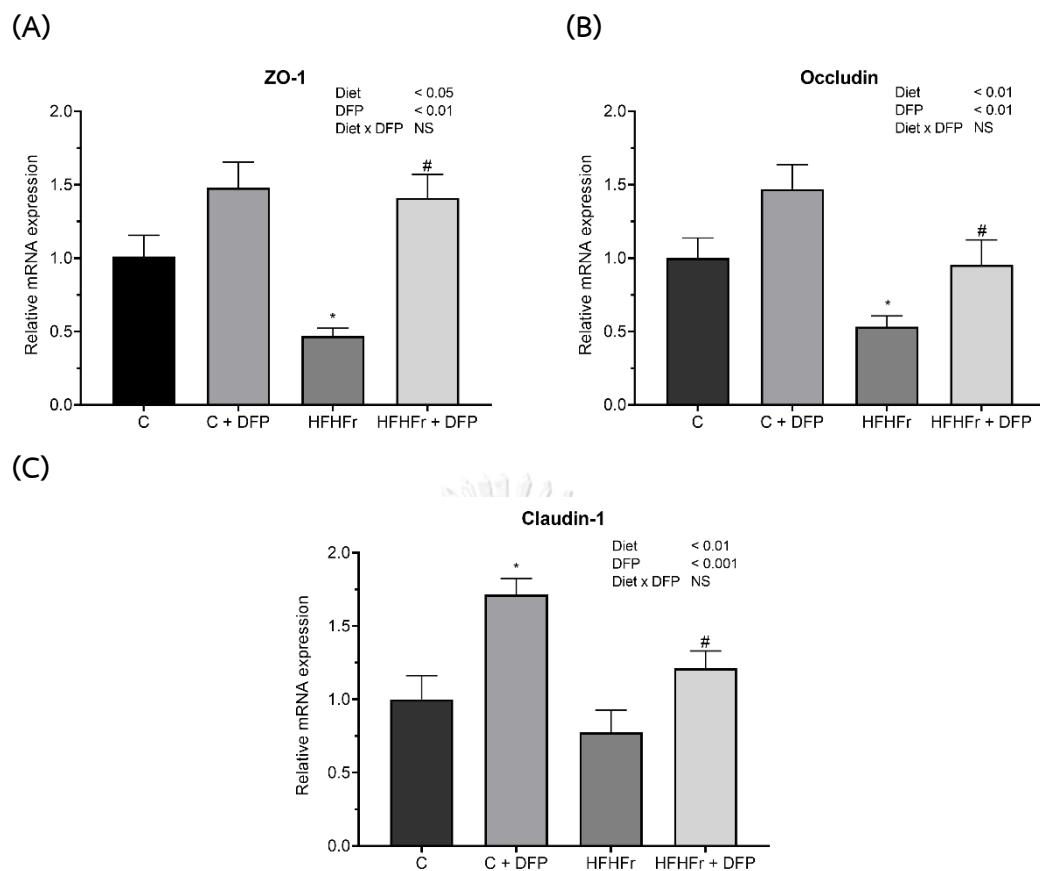 (A)
ZO-1
Diet < 0.05
DFP < 0.01
Diet x DFP NS
Relative mRNA expression
2.0
1.5
1.0
0.5
0.0
*
#
C
C + DFP
HFHFr
HFHFr + DFP
(B)
Occludin
Diet < 0.01
DFP < 0.01
Diet x DFP NS
Relative mRNA expression
2.0
1.5
1.0
0.5
0.0
*
#
C
C + DFP
HFHFr
HFHFr + DFP
(C)
Claudin-1
Diet < 0.01
DFP < 0.001
Diet x DFP NS
Relative mRNA expression
2.0
1.5
1.0
0.5
0.0
*
#
C
C + DFP
HFHFr
HFHFr + DFP